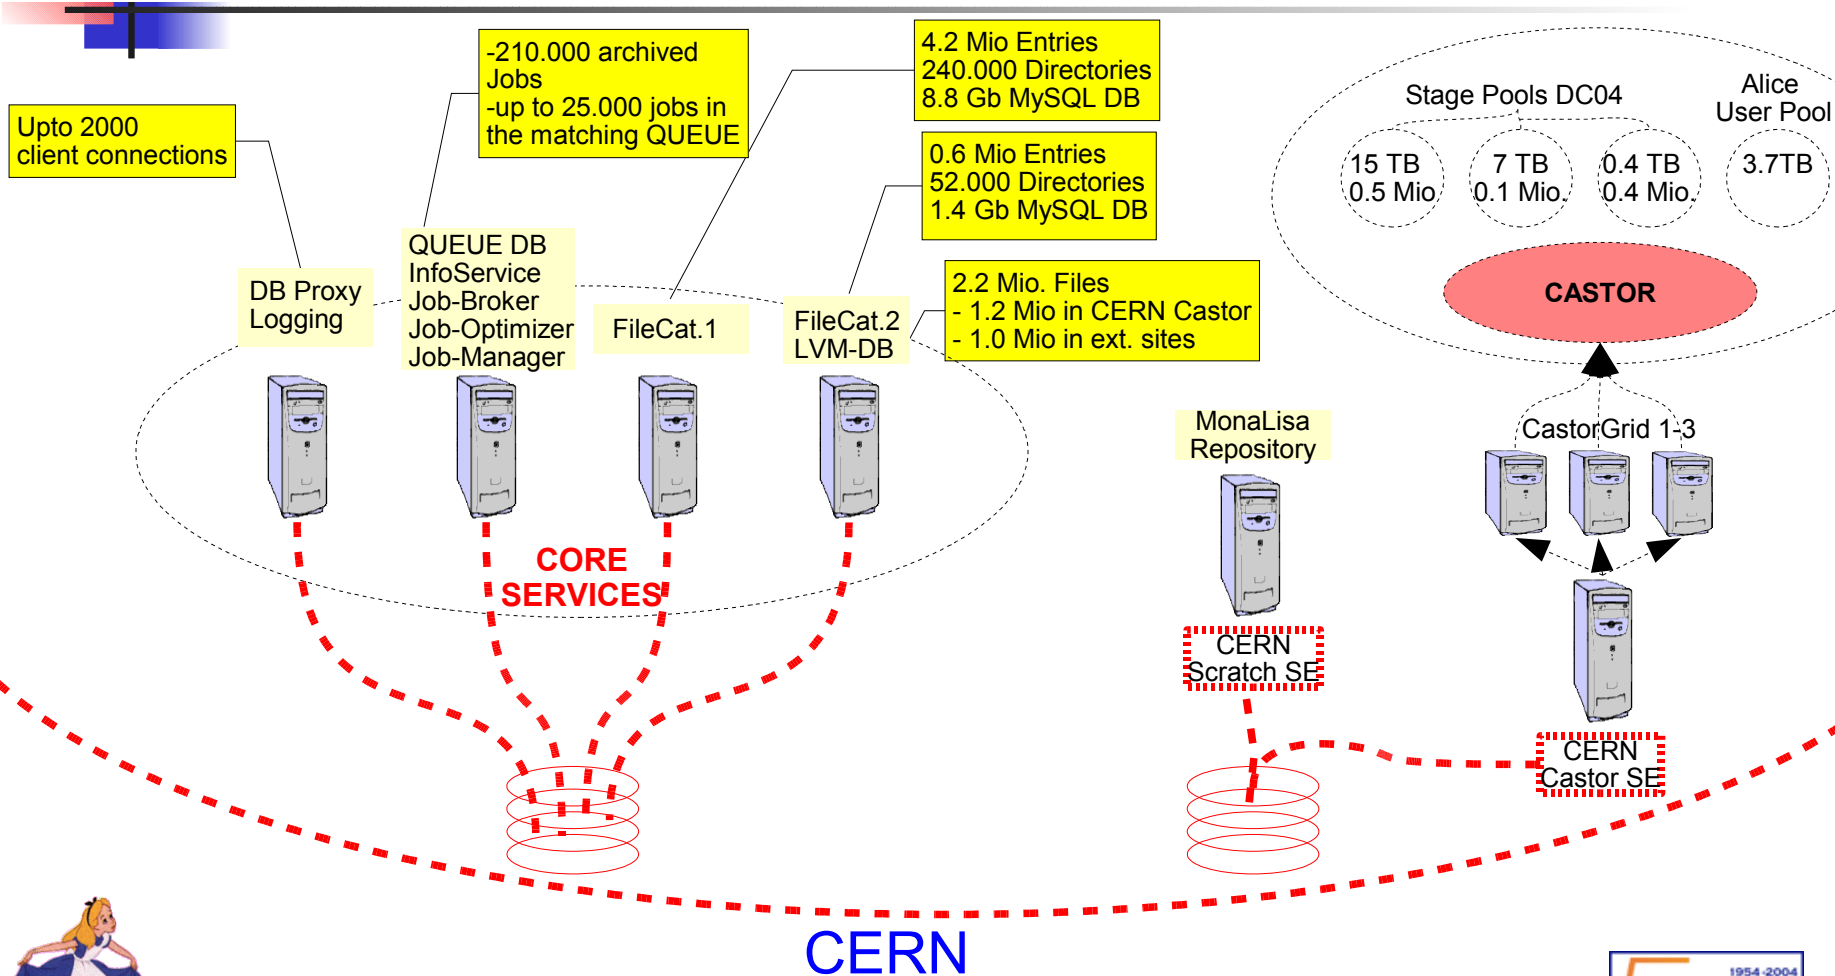 Upto 2000
client connections
-210.000 archived
Jobs
-up to 25.000 jobs in
the matching QUEUE
4.2 Mio Entries
240.000 Directories
8.8 Gb MySQL DB
0.6 Mio Entries
52.000 Directories
1.4 Gb MySQL DB
2.2 Mio. Files
- 1.2 Mio in CERN Castor
- 1.0 Mio in ext. sites
Stage Pools DC04
Alice
User Pool
15 TB
0.5 Mio.
7 TB
0.1 Mio.
0.4 TB
0.4 Mio.
3.7TB
CASTOR
DB Proxy
Logging
QUEUE DB
InfoService
Job-Broker
Job-Optimizer
Job-Manager
FileCat.1
FileCat.2
LVM-DB
CORE
SERVICES
MonaLisa
Repository
CastorGrid 1-3
CERN
Scratch SE
CERN
Castor SE
CERN
1954-2004